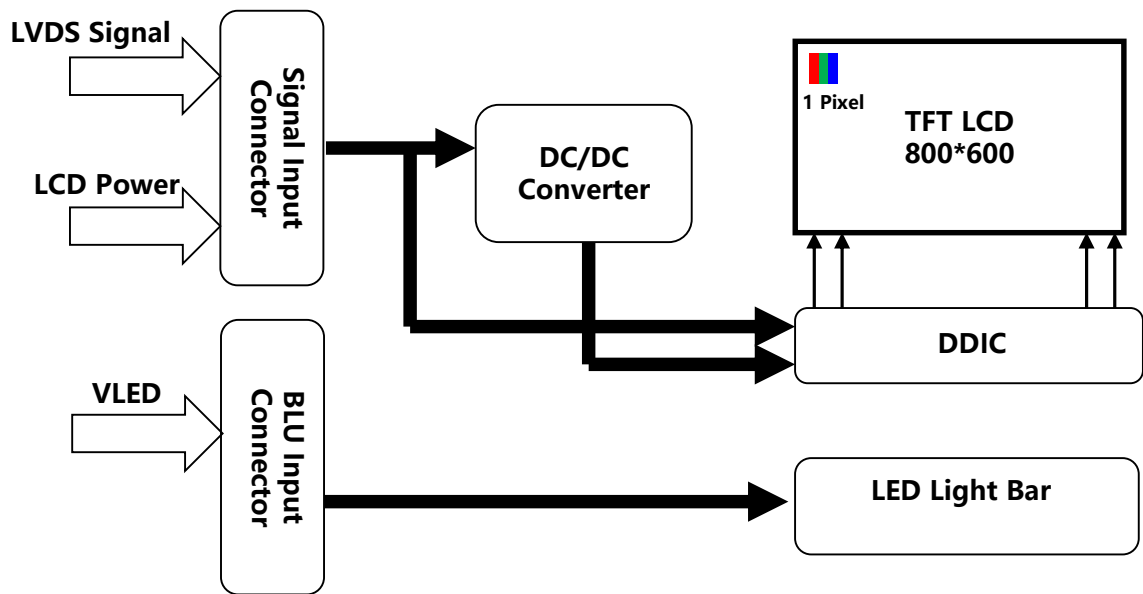 LVDS Signal
LCD Power
Signal Input
Connector
DC/DC
Converter
1 Pixel
TFT LCD
800*600
DDIC
VLED
BLU Input
Connector
LED Light Bar